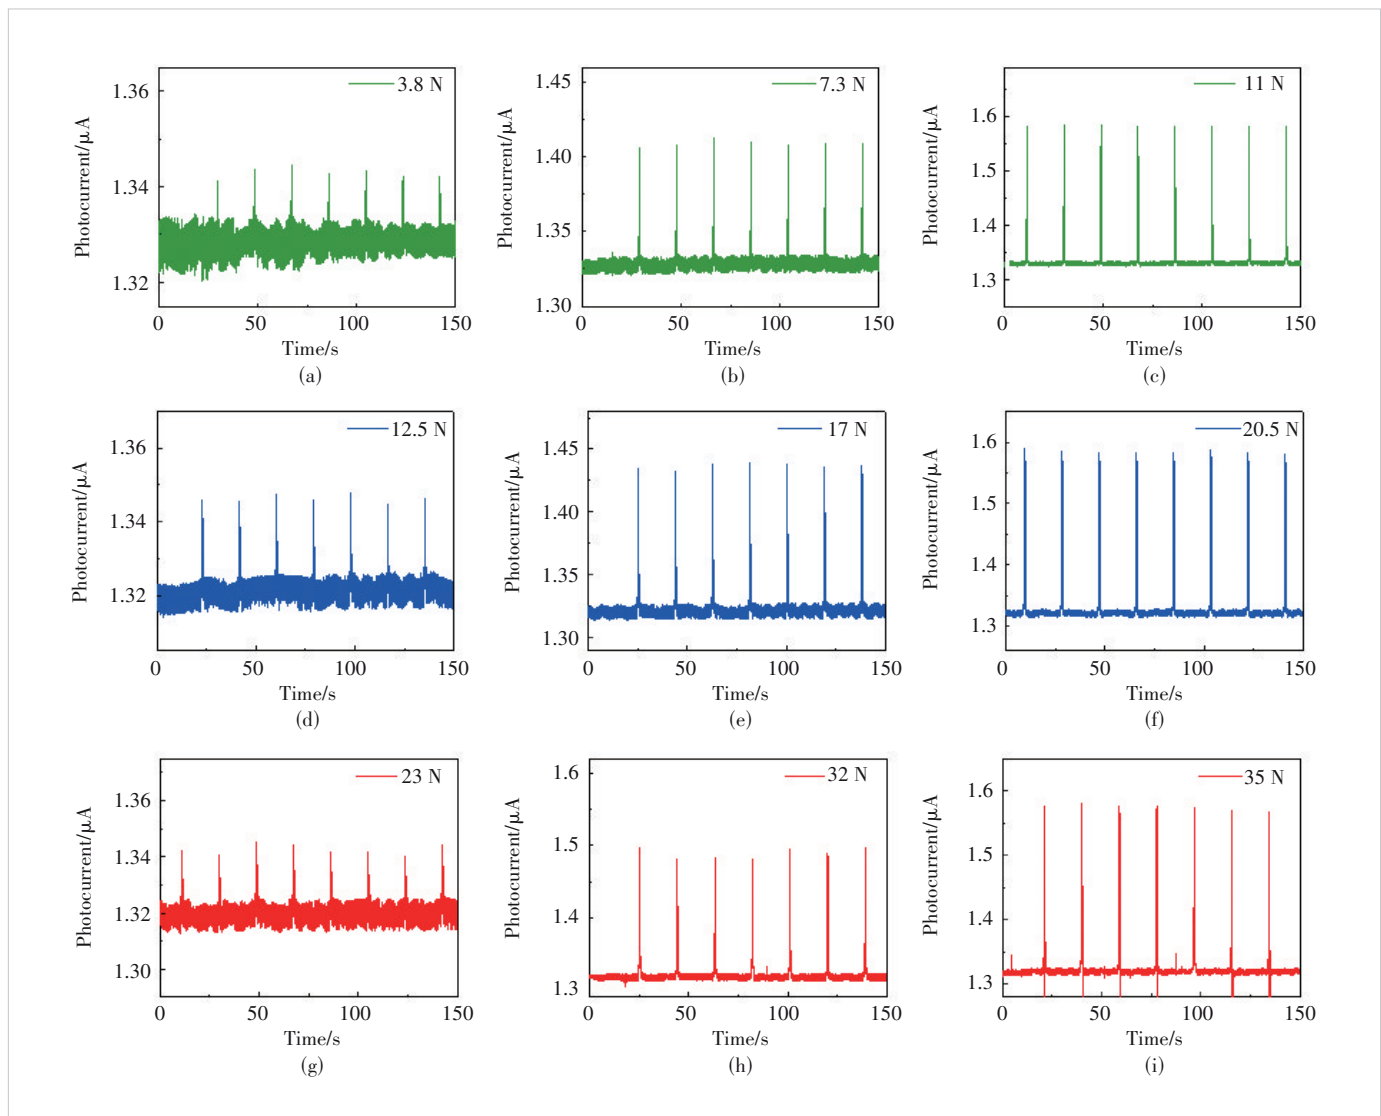 3.8 N
Photocurrent/μA
1.36
1.34
1.32
0 50 100 150
Time/s
(a)
7.3 N
Photocurrent/μA
1.45
1.40
1.35
1.30
0 50 100 150
Time/s
(b)
11 N
Photocurrent/μA
1.6
1.5
1.4
1.3
0 50 100 150
Time/s
(c)
12.5 N
Photocurrent/μA
1.36
1.34
1.32
0 50 100 150
Time/s
(d)
17 N
Photocurrent/μA
1.45
1.40
1.35
1.30
0 50 100 150
Time/s
(e)
20.5 N
Photocurrent/μA
1.6
1.5
1.4
1.3
0 50 100 150
Time/s
(f)
23 N
Photocurrent/μA
1.36
1.34
1.32
1.30
0 50 100 150
Time/s
(g)
32 N
Photocurrent/μA
1.6
1.5
1.4
1.3
0 50 100 150
Time/s
(h)
35 N
Photocurrent/μA
1.6
1.5
1.4
1.3
0 50 100 150
Time/s
(i)